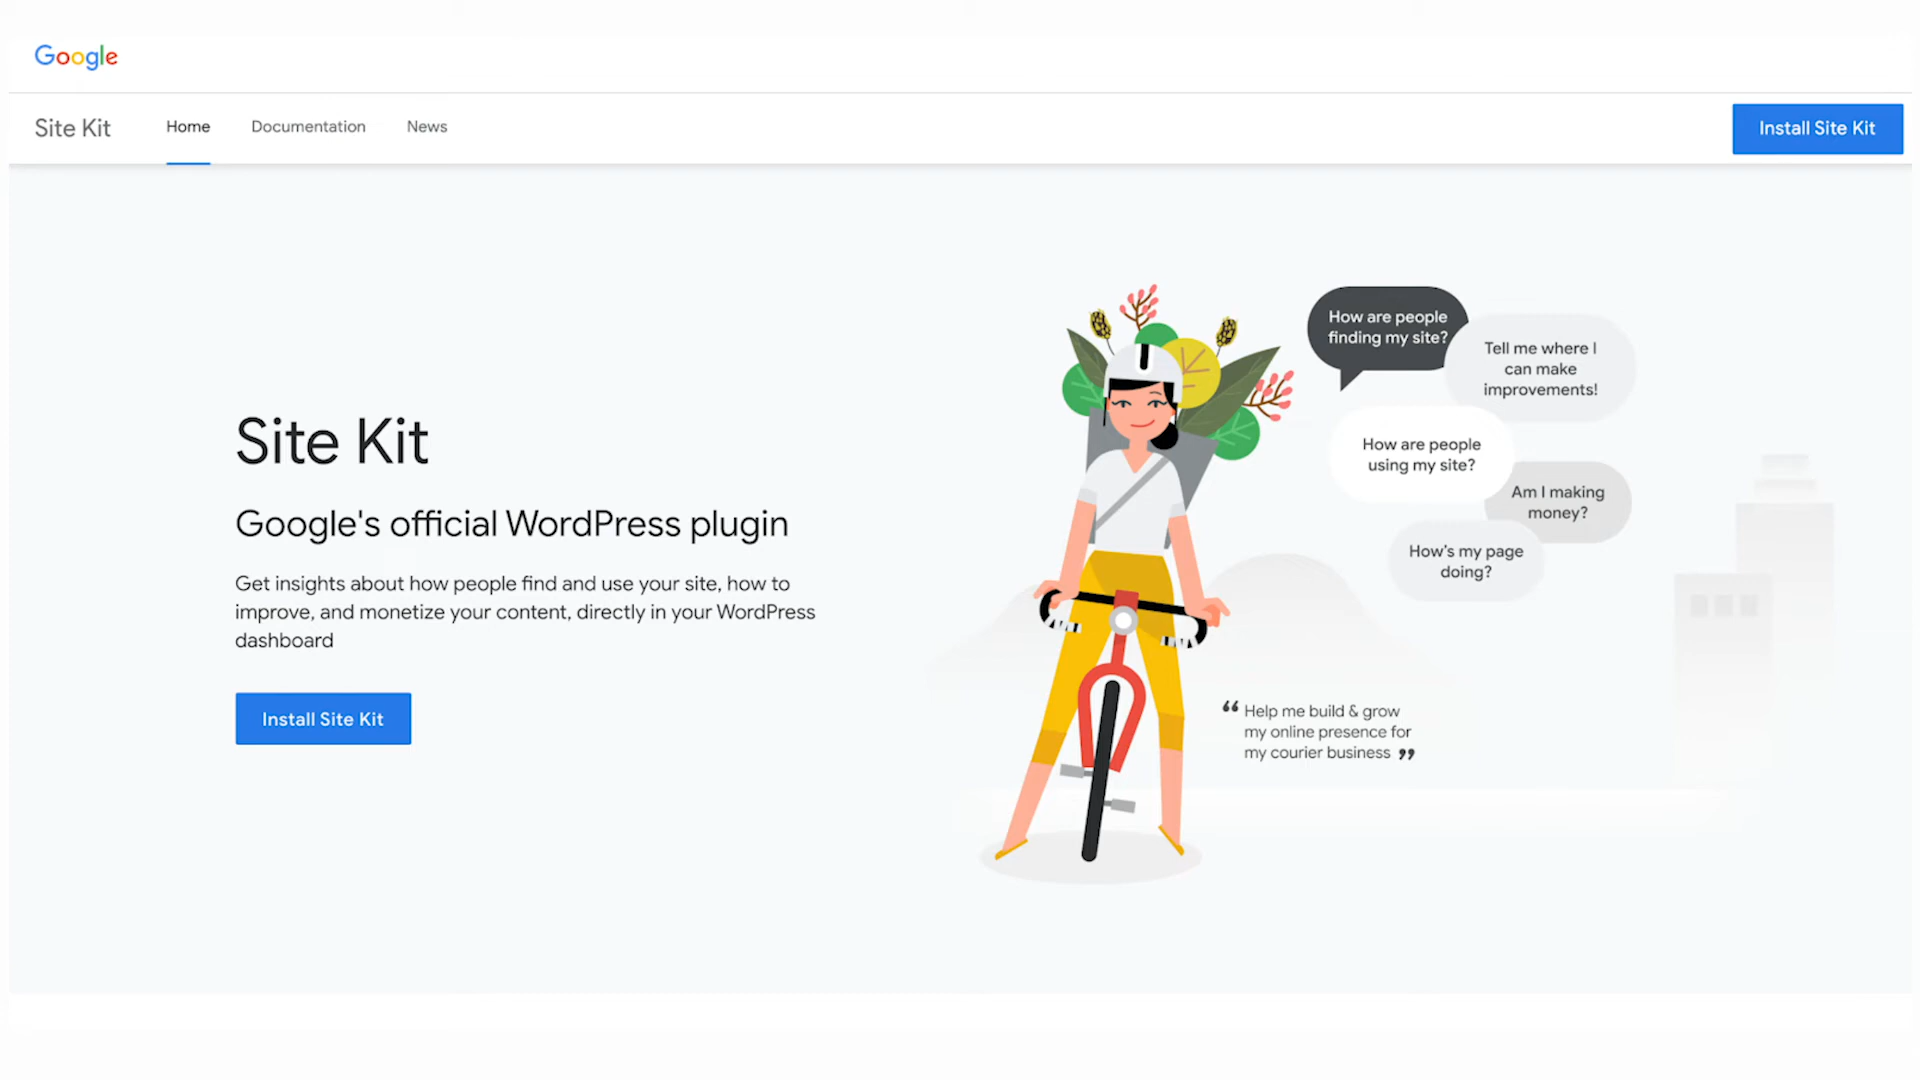 Google
Site Kit
Home
Documentation
News
Install Site Kit
Site Kit
Google's official WordPress plugin
Get insights about how people find and use your site, how to
improve, and monetize your content, directly in your WordPress
dashboard
Install Site Kit
How are people
finding my site?
Tell me where I
can make
improvements!
How are people
using my site?
Am I making
money?
How's my page
doing?
“ Help me build & grow
my online presence for
my courier business ”